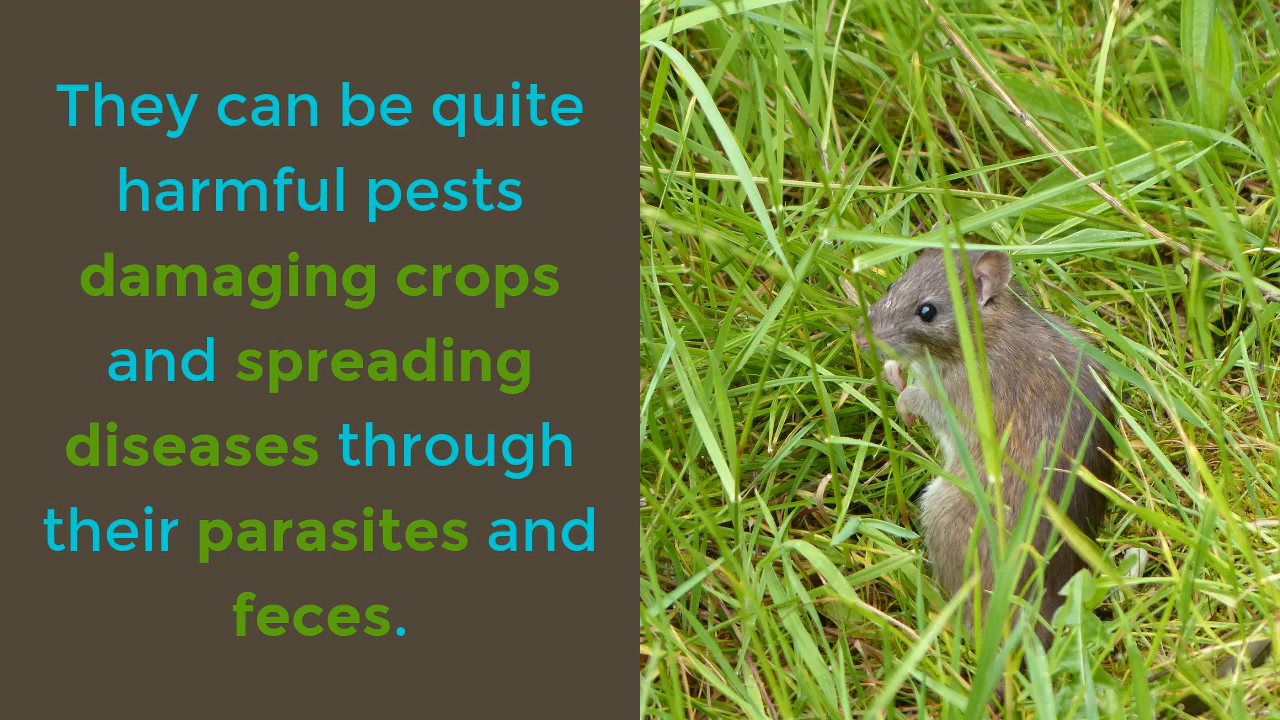 They can be quite
harmful pests
damaging crops
and spreading
diseases through
their parasites and
feces.